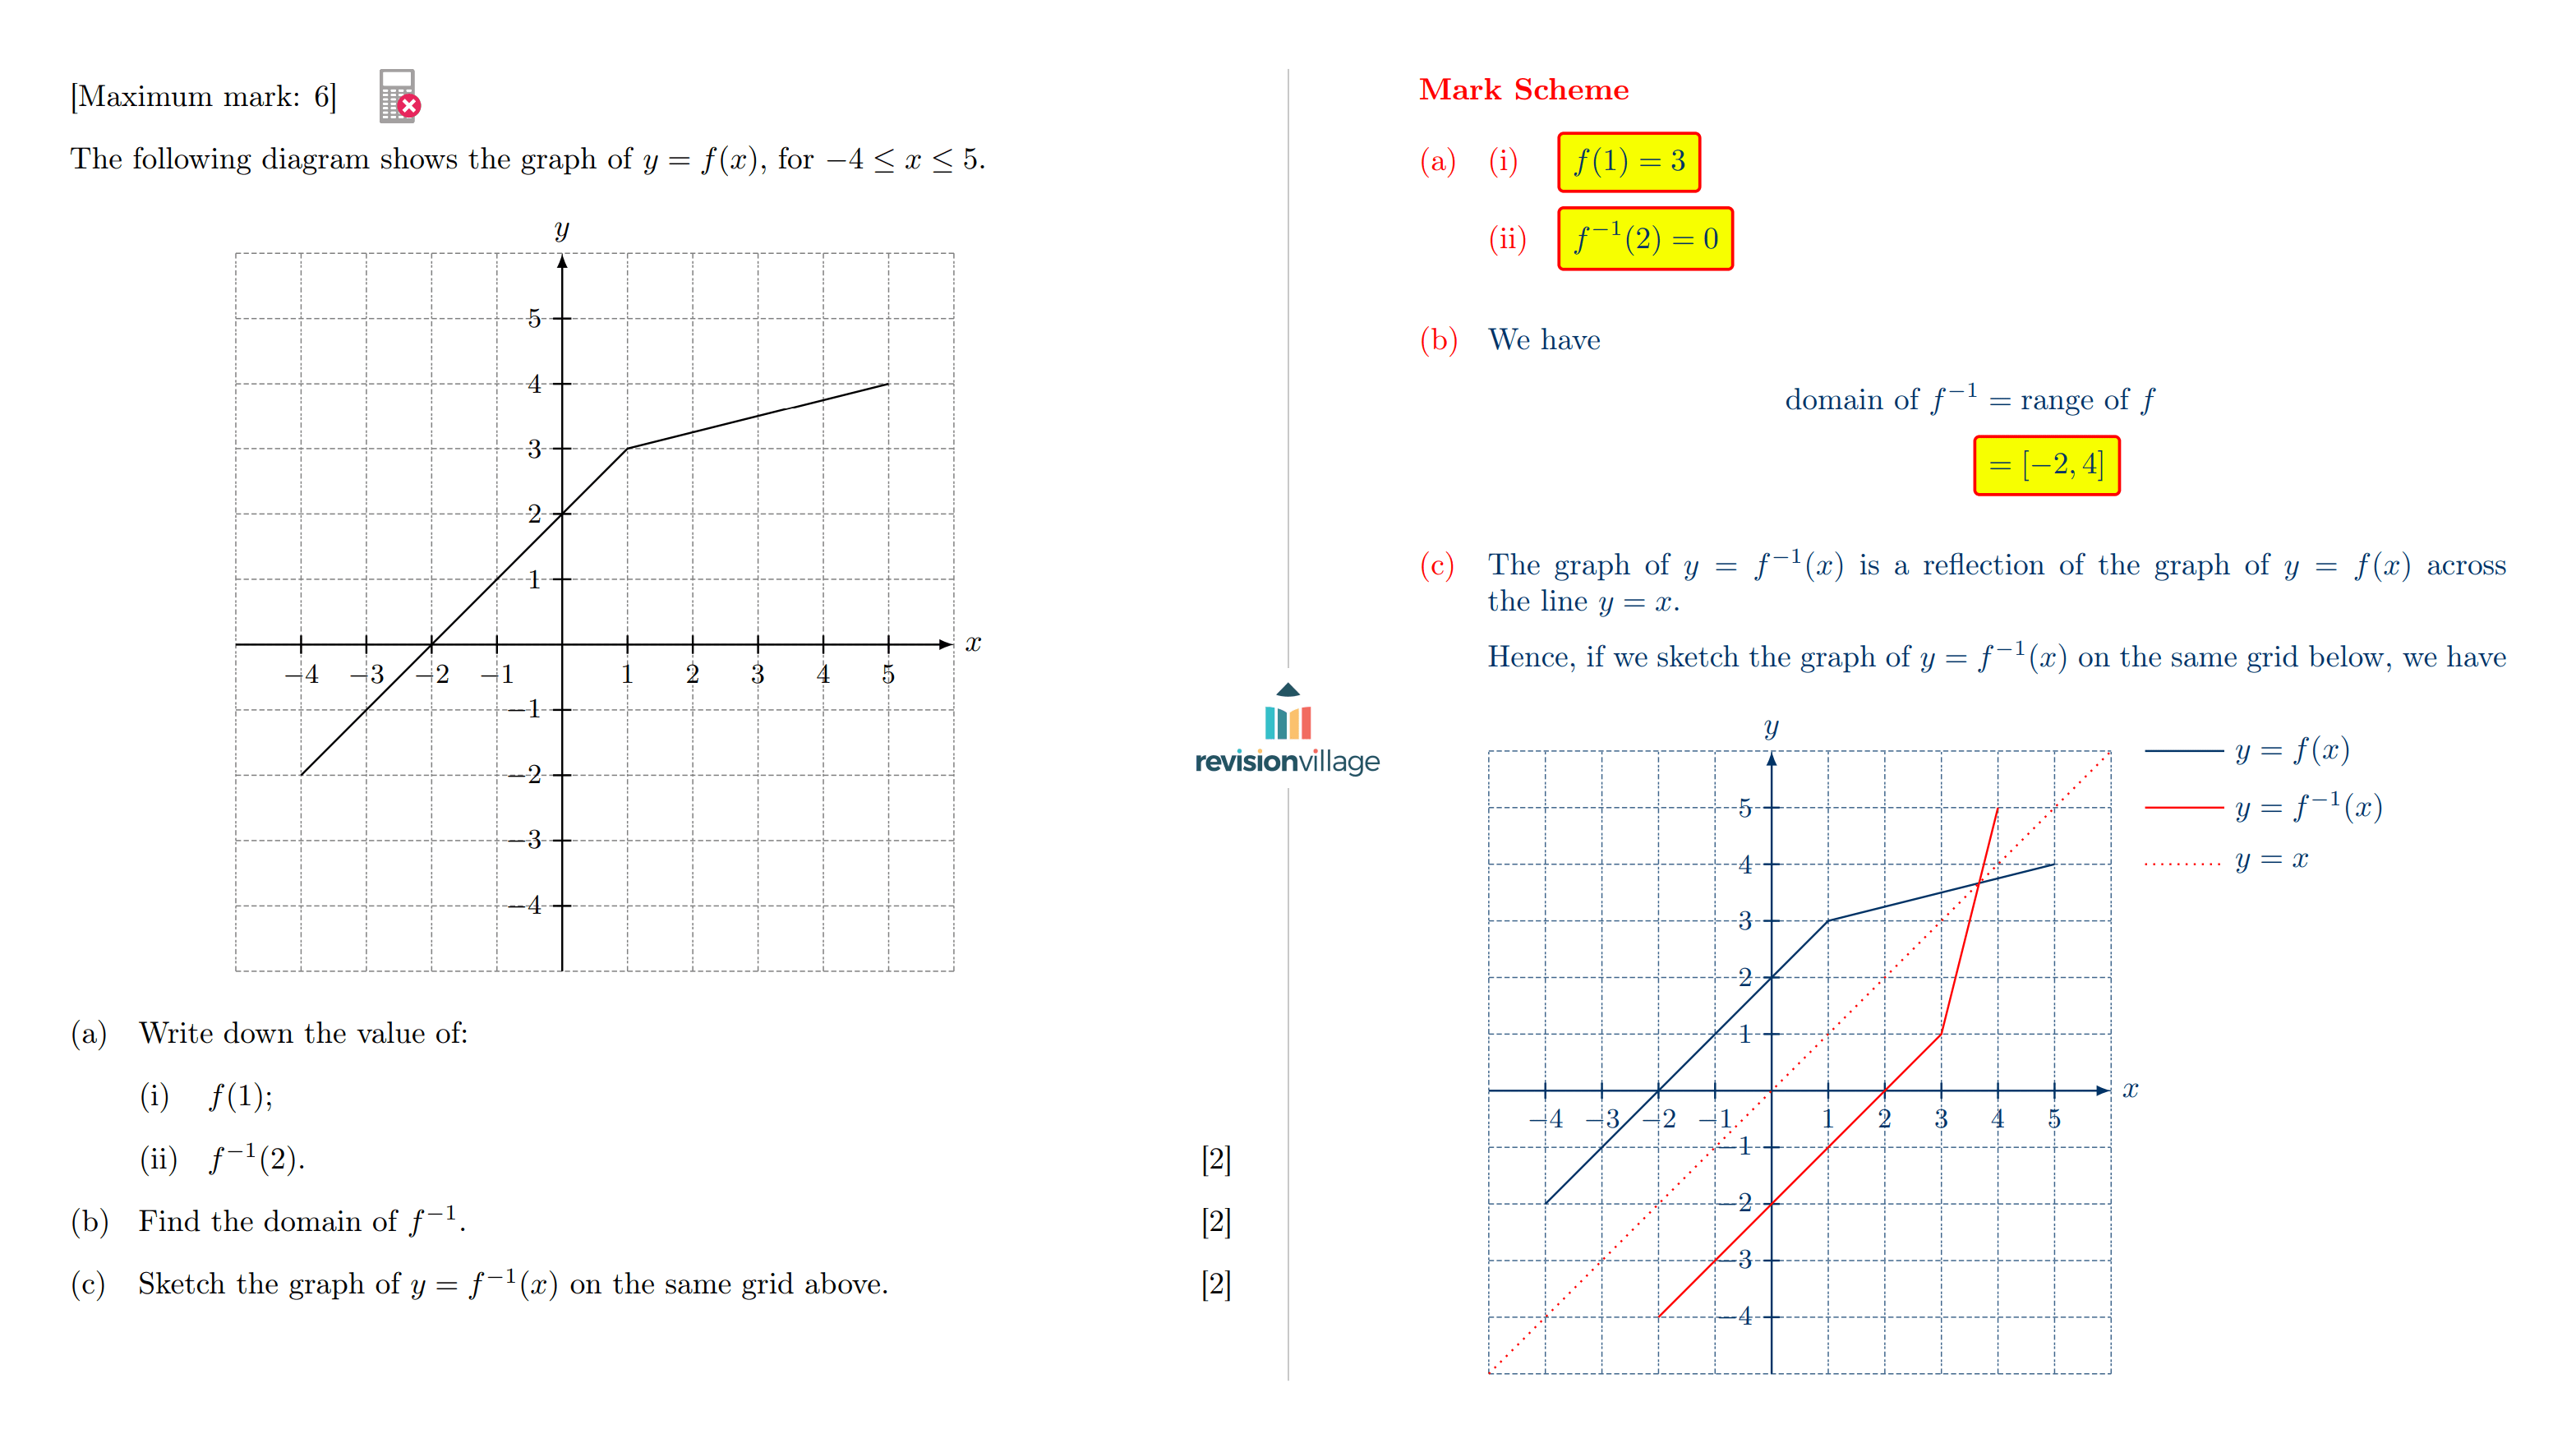 [Maximum mark: 6]
The following diagram shows the graph of y = f(x), for −4 ≤ x ≤ 5.
y
5
4
3
2
1
x
−4 −3 −2 −1 1 2 3 4 5
−1
−2
−3
−4
(a) Write down the value of:
(i) f(1);
(ii) f⁻¹(2). [2]
(b) Find the domain of f⁻¹. [2]
(c) Sketch the graph of y = f⁻¹(x) on the same grid above. [2]
revisionvillage
Mark Scheme
(a) (i) f(1) = 3
(ii) f⁻¹(2) = 0
(b) We have
domain of f⁻¹ = range of f
= [−2, 4]
(c) The graph of y = f⁻¹(x) is a reflection of the graph of y = f(x) across
the line y = x.
Hence, if we sketch the graph of y = f⁻¹(x) on the same grid below, we have
y
5
4
3
2
1
x
−4 −3 −2 −1 1 2 3 4 5
−1
−2
−3
−4
y = f(x)
y = f⁻¹(x)
y = x